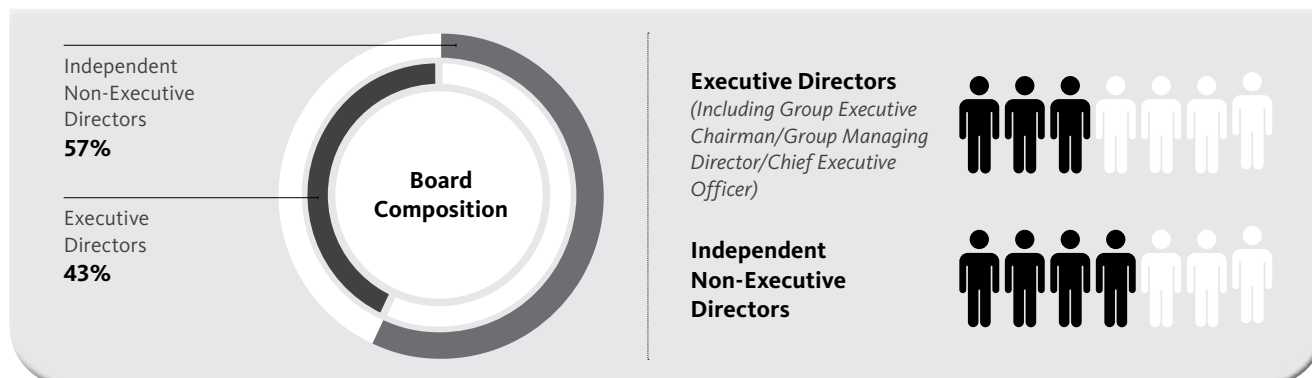 Independent
Non-Executive
Directors
57%
Executive
Directors
43%
Board
Composition
Executive Directors
(Including Group Executive
Chairman/Group Managing
Director/Chief Executive
Officer)
Independent
Non-Executive
Directors